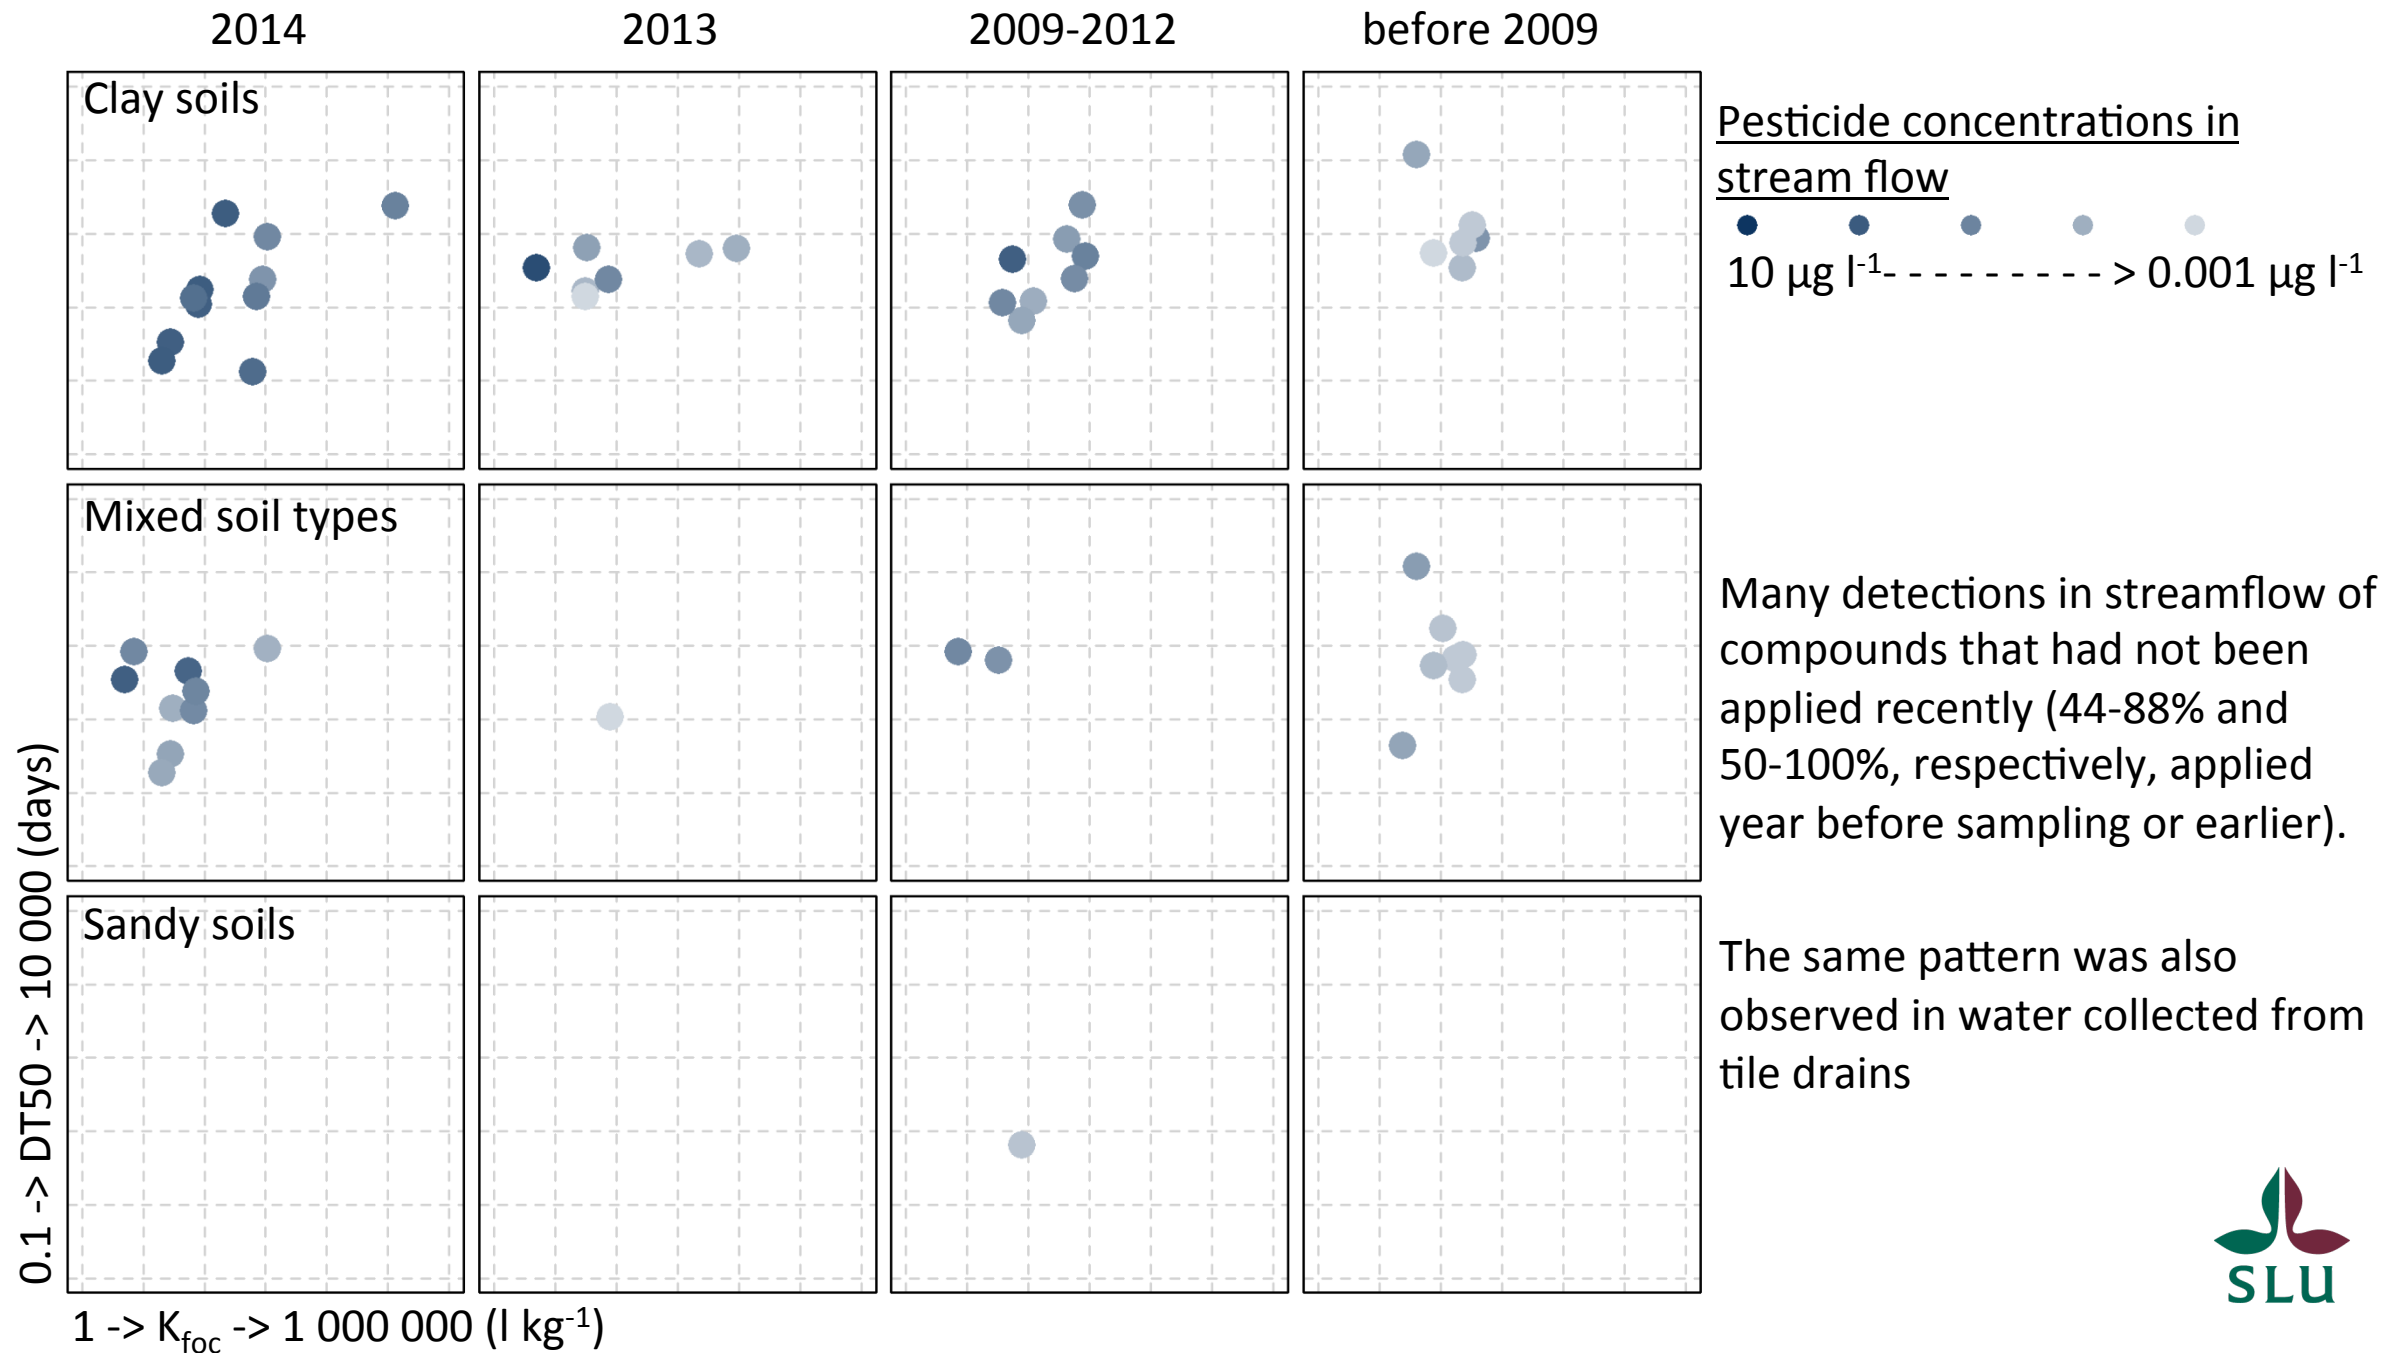 2014 2013 2009-2012 before 2009
Clay soils
Pesticide concentrations in
stream flow
10 µg l⁻¹- - - - - - - - - > 0.001 µg l⁻¹
Mixed soil types
Many detections in streamflow of
compounds that had not been
applied recently (44-88% and
50-100%, respectively, applied
year before sampling or earlier).
Sandy soils
The same pattern was also
observed in water collected from
tile drains
0.1 -> DT50 -> 10 000 (days)
1 -> Kfoc -> 1 000 000 (l kg⁻¹)
SLU